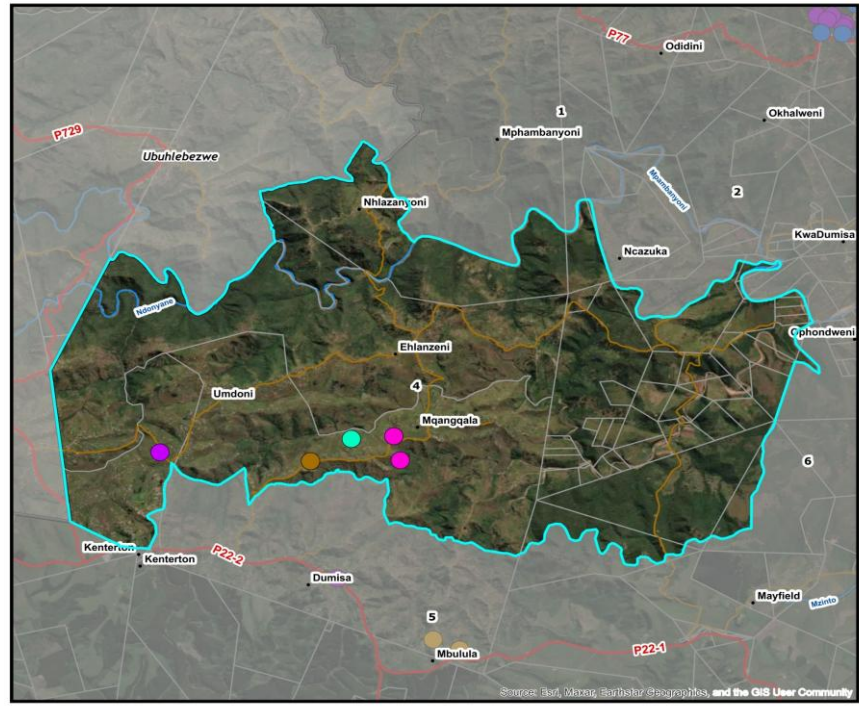 P77
Odidini
1
Okhalweni
Mphambanyoni
P729
Ubuhlebezwe
Mpambanyoni
2
Nhlazanyoni
KwaDumisa
Ncazuka
Ndonyane
Qphondweni
Ehlanzeni
4
Umdoni
Mqangqala
6
Kenterton
Kenterton
P22-2
Dumisa
Mayfield
Mzinto
5
P22-1
Mbulula
Source: Esri, Maxar, Earthstar Geographics, and the GIS User Community